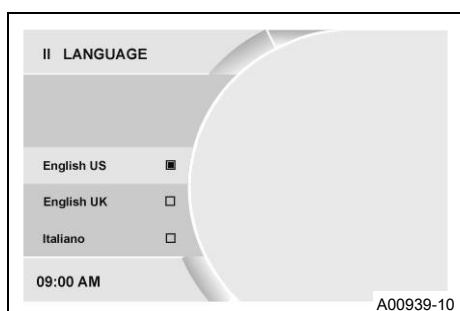 II LANGUAGE
English US
English UK
Italiano
09:00 AM
A00939-10